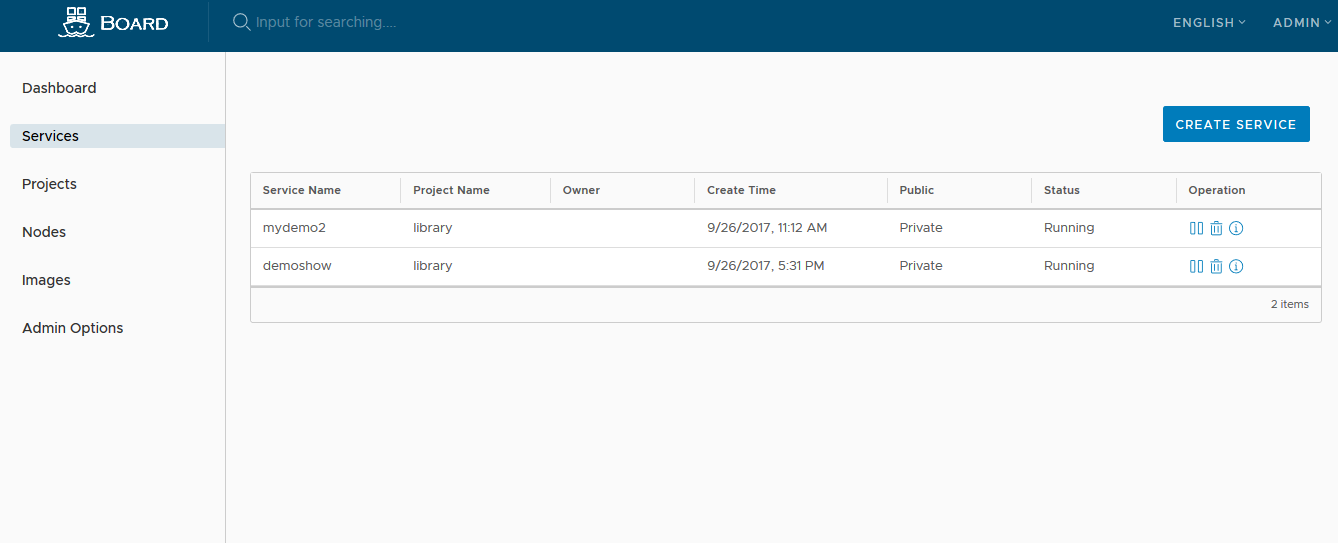 BOARD
Input for searching....
ENGLISH
ADMIN
Dashboard
Services
Projects
Nodes
Images
Admin Options
CREATE SERVICE
Service Name Project Name Owner Create Time Public Status Operation
mydemo2 library 9/26/2017, 11:12 AM Private Running
demoshow library 9/26/2017, 5:31 PM Private Running
2 items